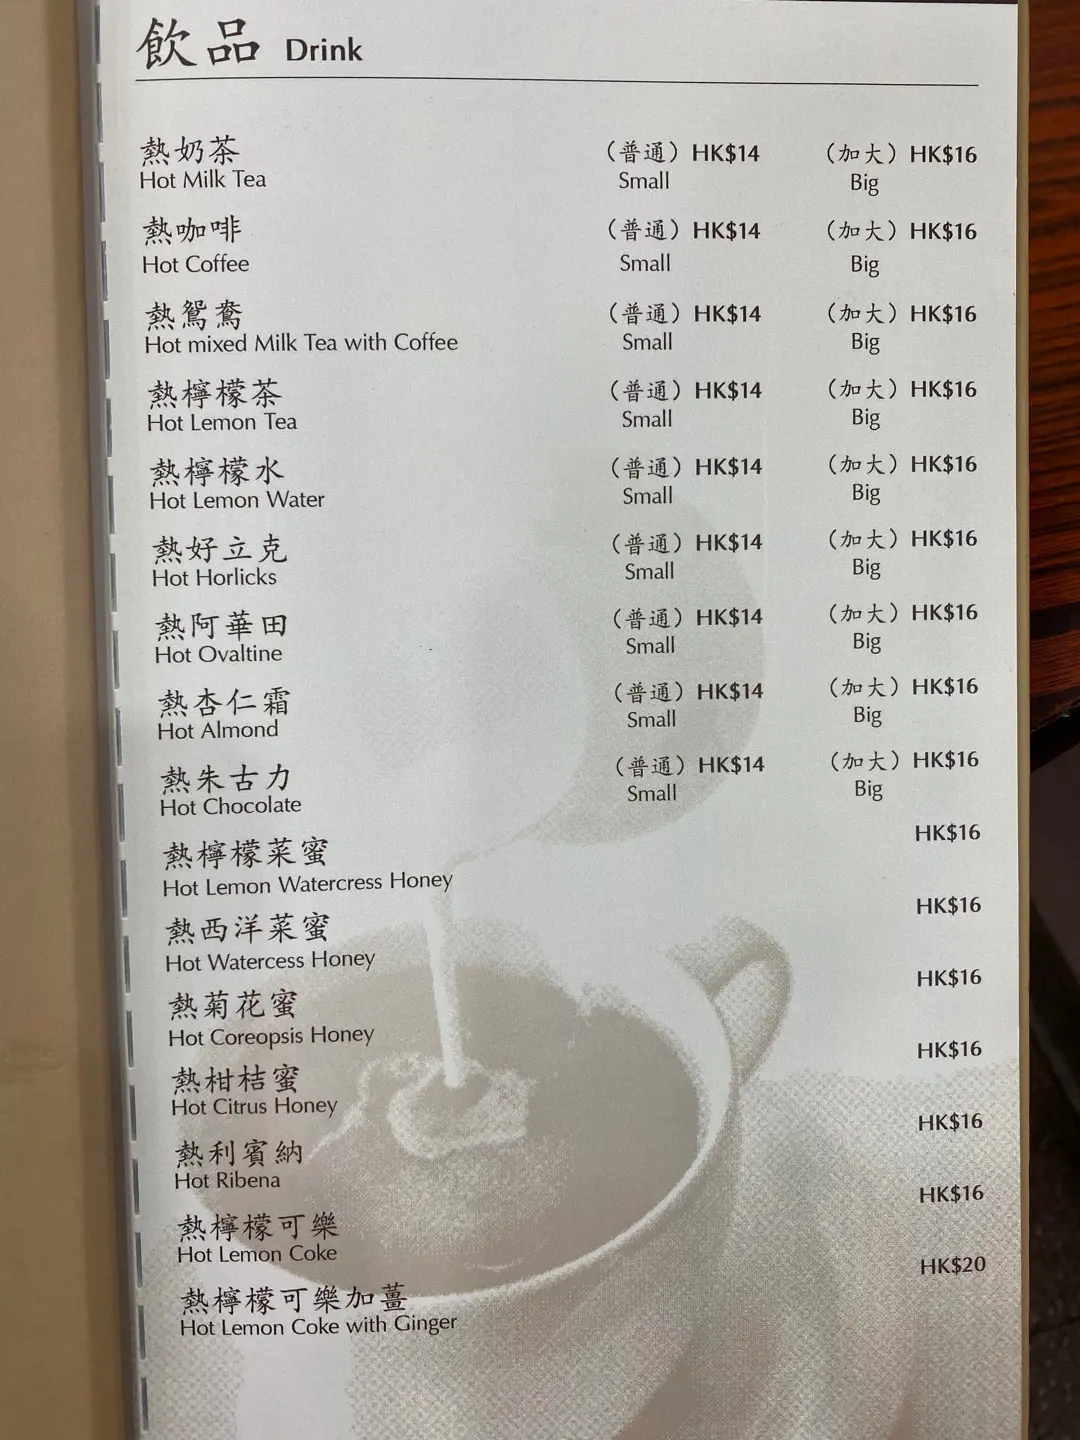 飲品 Drink
熱奶茶 （普通）HK$14 （加大）HK$16
Hot Milk Tea Small Big
熱咖啡 （普通）HK$14 （加大）HK$16
Hot Coffee Small Big
熱鴛鴦 （普通）HK$14 （加大）HK$16
Hot mixed Milk Tea with Coffee Small Big
熱檸檬茶 （普通）HK$14 （加大）HK$16
Hot Lemon Tea Small Big
熱檸檬水 （普通）HK$14 （加大）HK$16
Hot Lemon Water Small Big
熱好立克 （普通）HK$14 （加大）HK$16
Hot Horlicks Small Big
熱阿華田 （普通）HK$14 （加大）HK$16
Hot Ovaltine Small Big
熱杏仁霜 （普通）HK$14 （加大）HK$16
Hot Almond Small Big
熱朱古力 （普通）HK$14 （加大）HK$16
Hot Chocolate Small Big
熱檸檬菜蜜 HK$16
Hot Lemon Watercress Honey
熱西洋菜蜜 HK$16
Hot Watercess Honey
熱菊花蜜 HK$16
Hot Coreopsis Honey
熱柑桔蜜 HK$16
Hot Citrus Honey
熱利賓納 HK$16
Hot Ribena
熱檸檬可樂 HK$16
Hot Lemon Coke
熱檸檬可樂加薑 HK$20
Hot Lemon Coke with Ginger